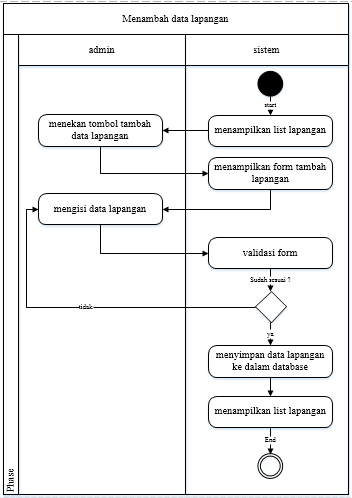 Menambah data lapangan
admin
sistem
start
menekan tombol tambah
data lapangan
menampilkan list lapangan
menampilkan form tambah
lapangan
mengisi data lapangan
validasi form
Sudah sesuai ?
tidak
ya
menyimpan data lapangan
ke dalam database
menampilkan list lapangan
End
Phase